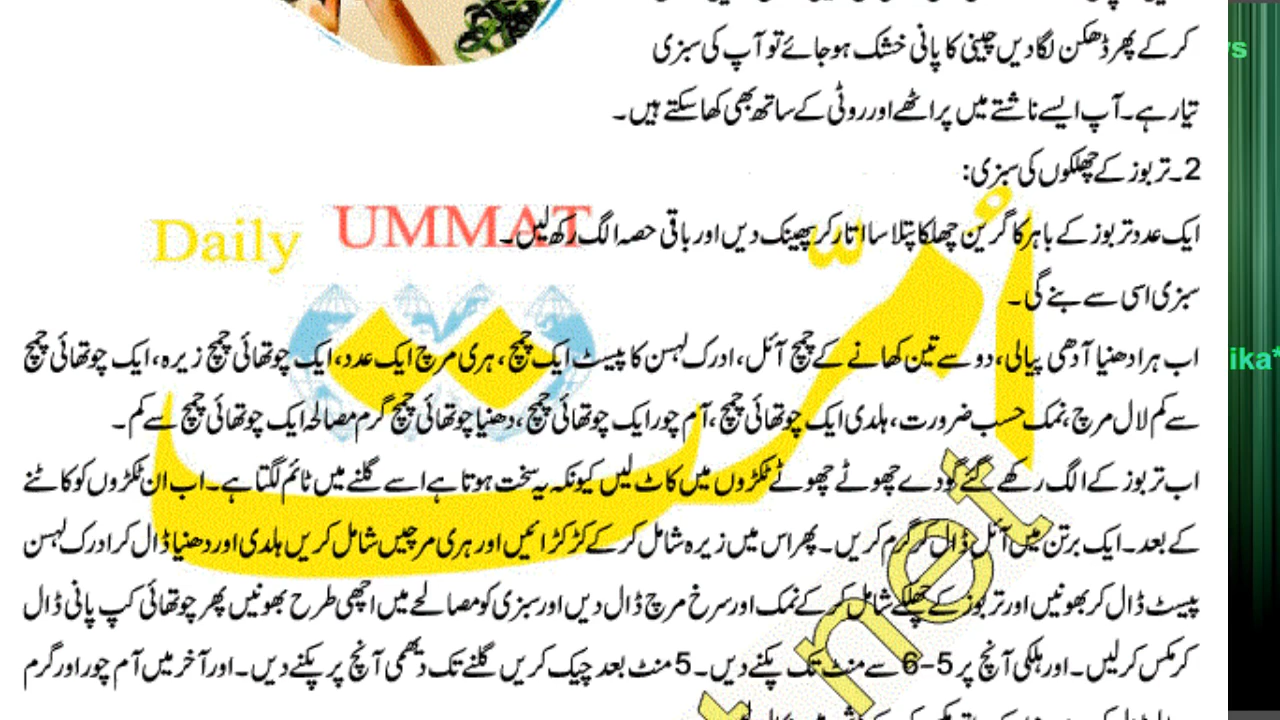 کر کے پھر ڈھکن لگا دیں چینی کا پانی خشک ہو جائے تو آپ کی سبزی
تیار ہے۔ آپ ایسے ناشتے میں پراٹھے اور روٹی کے ساتھ بھی کھا سکتے ہیں۔
2۔ تربوز کے چھلکوں کی سبزی:
ایک عدد تربوز کے باہر کا گرین چھلکا پتلا سا اتار کر پھینک دیں اور باقی حصہ الگ رکھ لیں۔
سبزی اسی سے بنے گی۔
اب ہرا دھنیا آدھی پیالی، دو سے تین کھانے کے چمچ آئل، ادرک لہسن کا پیسٹ ایک چمچ، ہری مرچ ایک عدد، ایک چوتھائی چمچ زیرہ، ایک چوتھائی چمچ
سے کم لال مرچ، نمک حسب ضرورت، ہلدی ایک چوتھائی چمچ، آم چور ایک چوتھائی چمچ، دھنیا چوتھائی چمچ گرم مصالحہ ایک چوتھائی چمچ سے کم۔
اب تربوز کے الگ رکھے گئے گودے چھوٹے چھوٹے ٹکڑوں میں کاٹ لیں کیونکہ یہ سخت ہوتا ہے اسے گلنے میں ٹائم لگتا ہے۔ اب ان ٹکڑوں کو کاٹنے
کے بعد۔ ایک برتن میں آئل ڈال کر گرم کریں۔ پھر اس میں زیرہ شامل کر کے کڑکڑائیں اور ہری مرچیں شامل کریں ہلدی اور دھنیا ڈال کر ادرک لہسن
پیسٹ ڈال کر بھونیں اور تربوز کے چھلکے شامل کر کے نمک اور سرخ مرچ ڈال دیں اور سبزی کو مصالحے میں اچھی طرح بھونیں پھر چوتھائی کپ پانی ڈال
کر مکس کر لیں۔ اور ہلکی آنچ پر 5-6 سے منٹ تک پکنے دیں۔ 5 منٹ بعد چیک کریں گلنے تک دھیمی آنچ پر پکنے دیں۔ اور آخر میں آم چور اور گرم
Daily UMMAT
امت
net
ika*